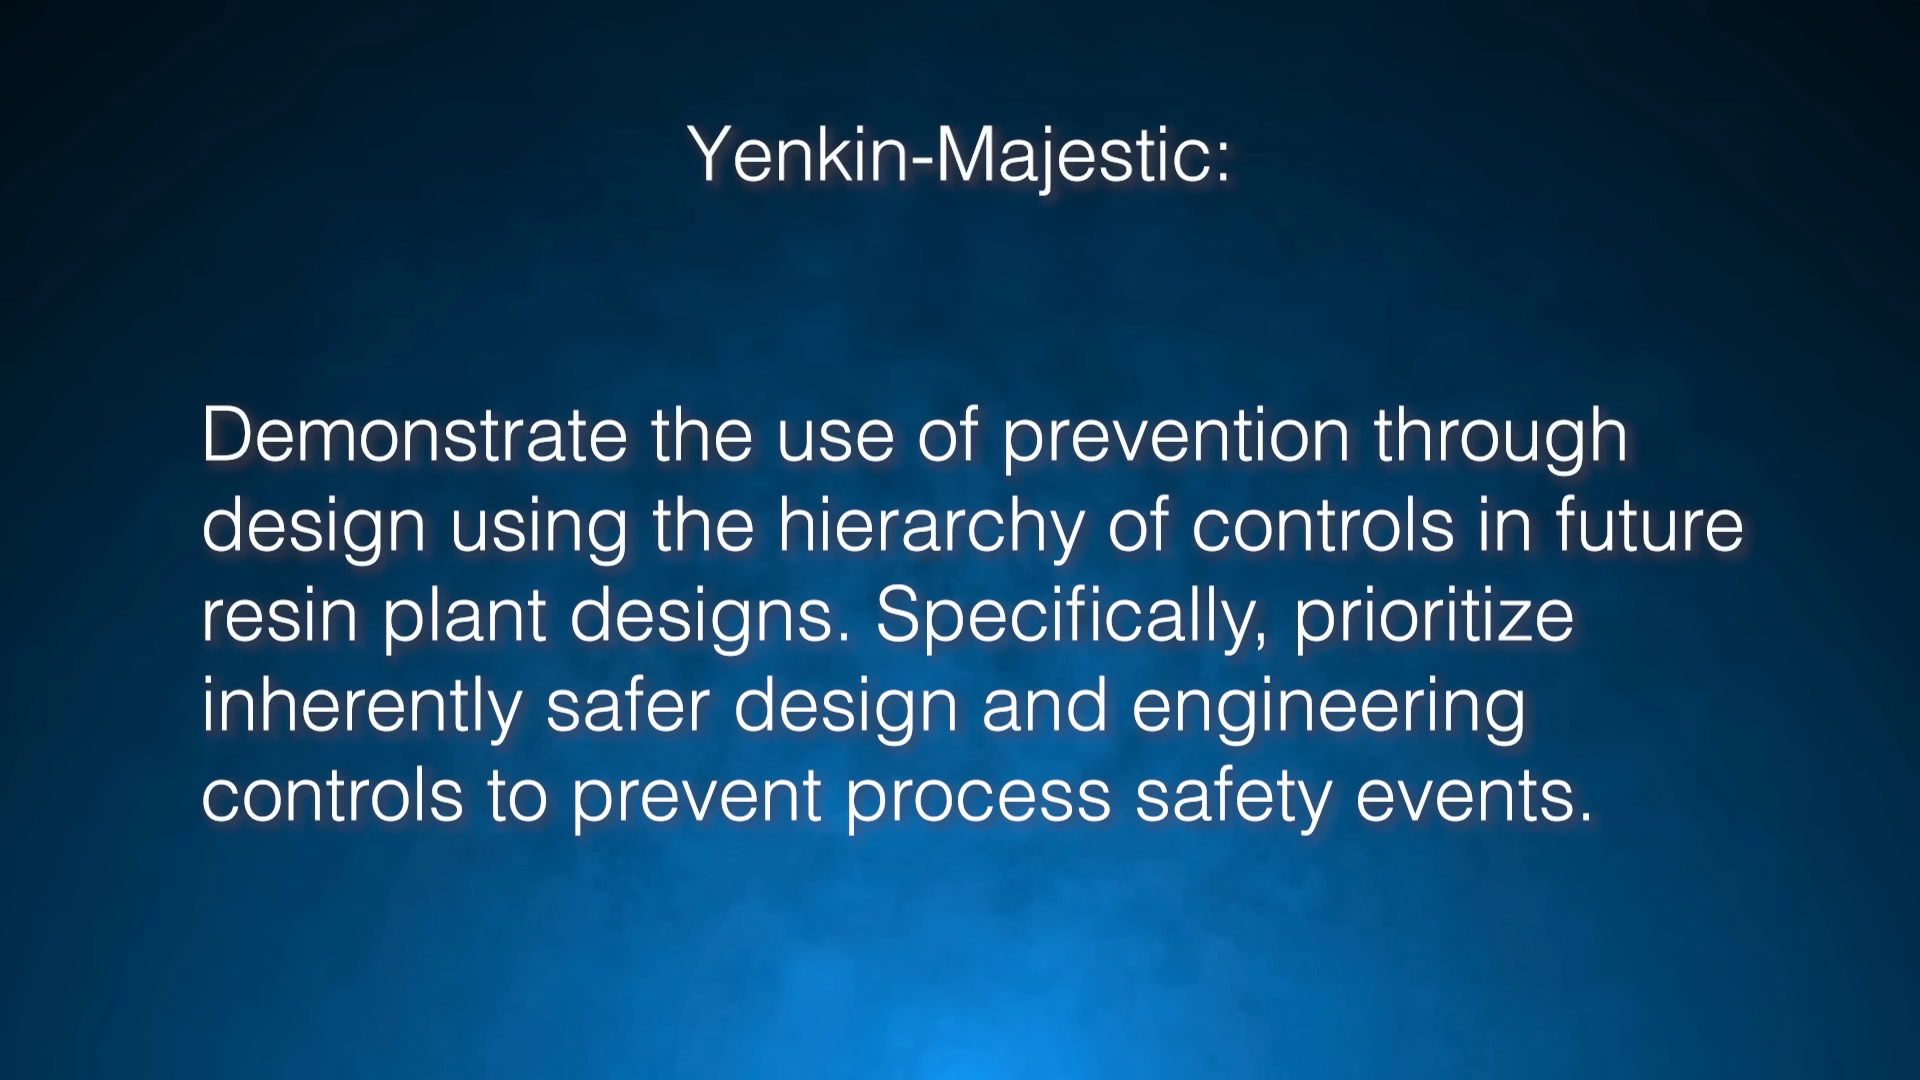 Yenkin-Majestic:
Demonstrate the use of prevention through
design using the hierarchy of controls in future
resin plant designs. Specifically, prioritize
inherently safer design and engineering
controls to prevent process safety events.